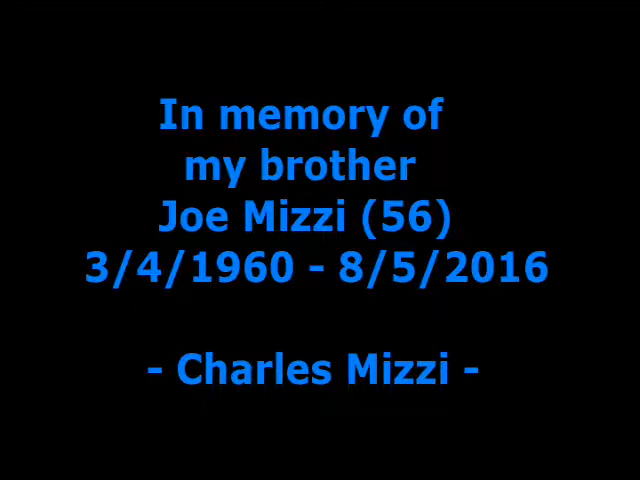 In memory of
my brother
Joe Mizzi (56)
3/4/1960 - 8/5/2016
- Charles Mizzi -